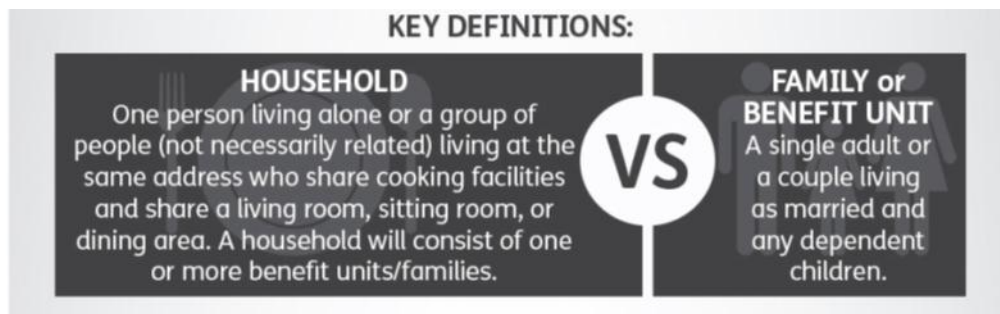 KEY DEFINITIONS:
HOUSEHOLD
One person living alone or a group of
people (not necessarily related) living at the
same address who share cooking facilities
and share a living room, sitting room, or
dining area. A household will consist of one
or more benefit units/families.
VS
FAMILY or
BENEFIT UNIT
A single adult or
a couple living
as married and
any dependent
children.